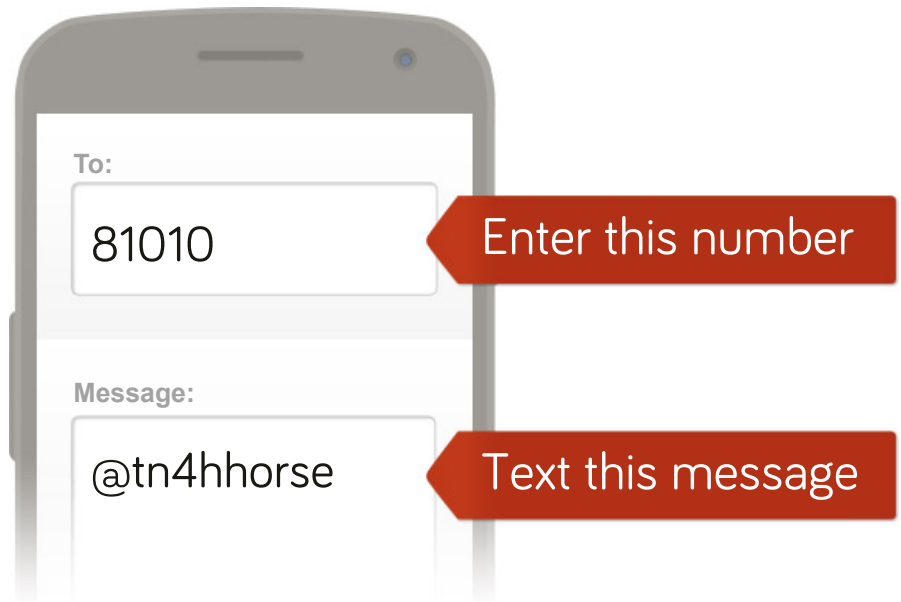 To:
81010
Enter this number
Message:
@tn4hhorse
Text this message